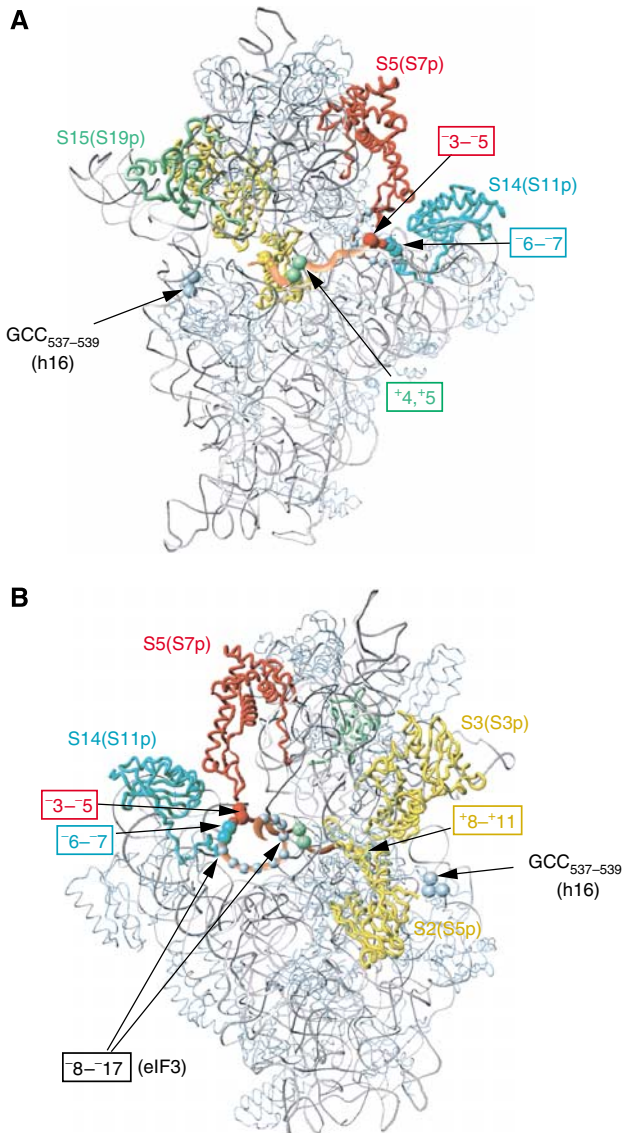 A
S5(S7p)
S15(S19p)
⁻3–⁻5
S14(S11p)
⁻6–⁻7
GCC₅₃₇₋₅₃₉
(h16)
⁺4,⁺5
B
S5(S7p)
S3(S3p)
S14(S11p)
⁻3–⁻5
⁺8–⁺11
⁻6–⁻7
GCC₅₃₇₋₅₃₉
(h16)
S2(S5p)
⁻8–⁻17 (eIF3)